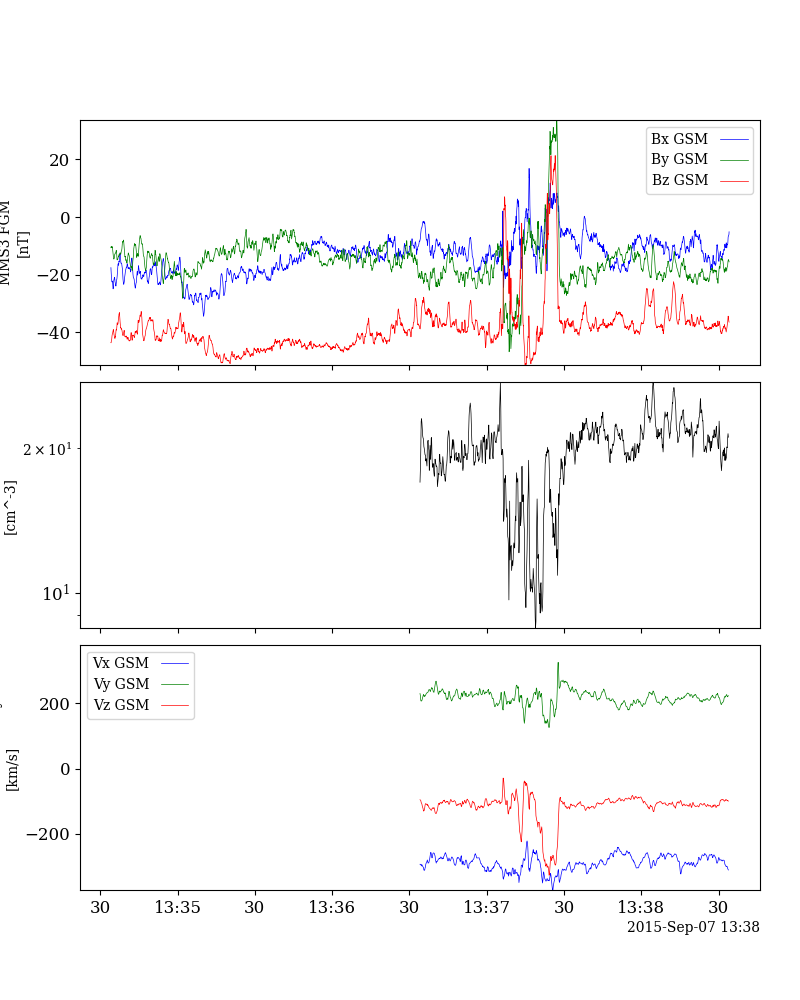 20
0
−20
−40
MMS3 FGM
[nT]
Bx GSM
By GSM
Bz GSM
2 × 10¹
10¹
[cm^-3]
Vx GSM
Vy GSM
Vz GSM
200
0
−200
[km/s]
30 13:35 30 13:36 30 13:37 30 13:38 30
2015-Sep-07 13:38